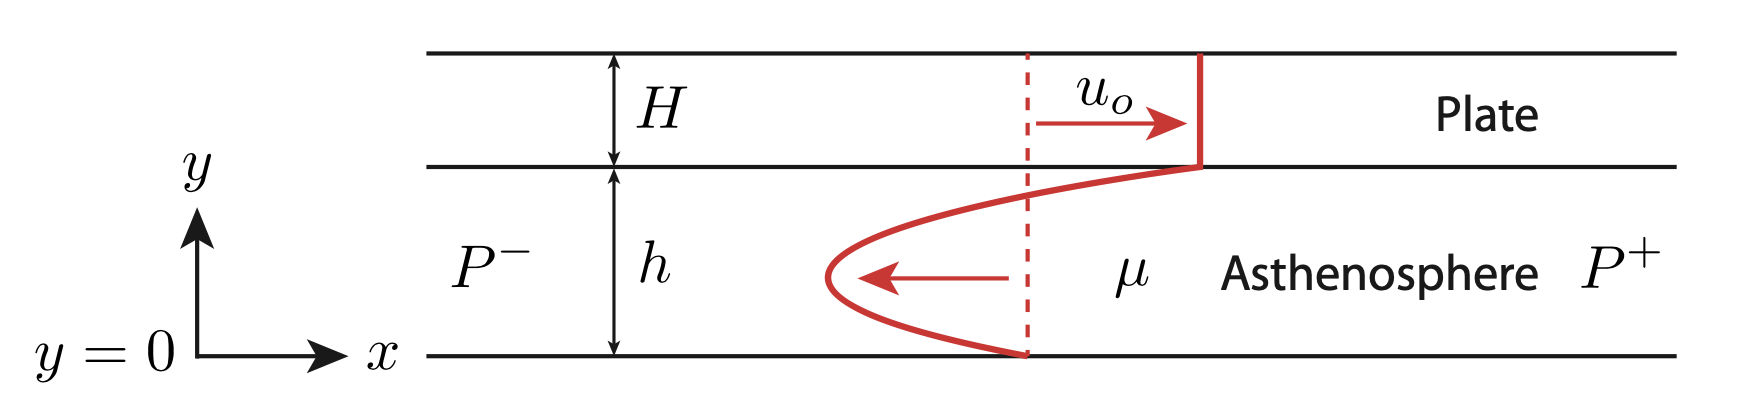 H
u_o
Plate
y
P^-
h
μ
Asthenosphere
P^+
y = 0
x